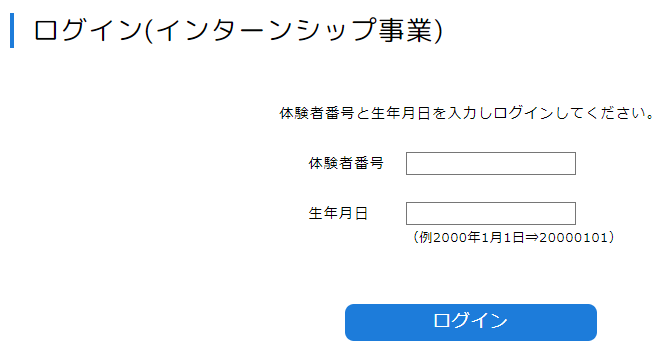 ログイン(インターンシップ事業)
体験者番号と生年月日を入力しログインしてください。
体験者番号
生年月日
（例2000年1月1日⇒20000101）
ログイン